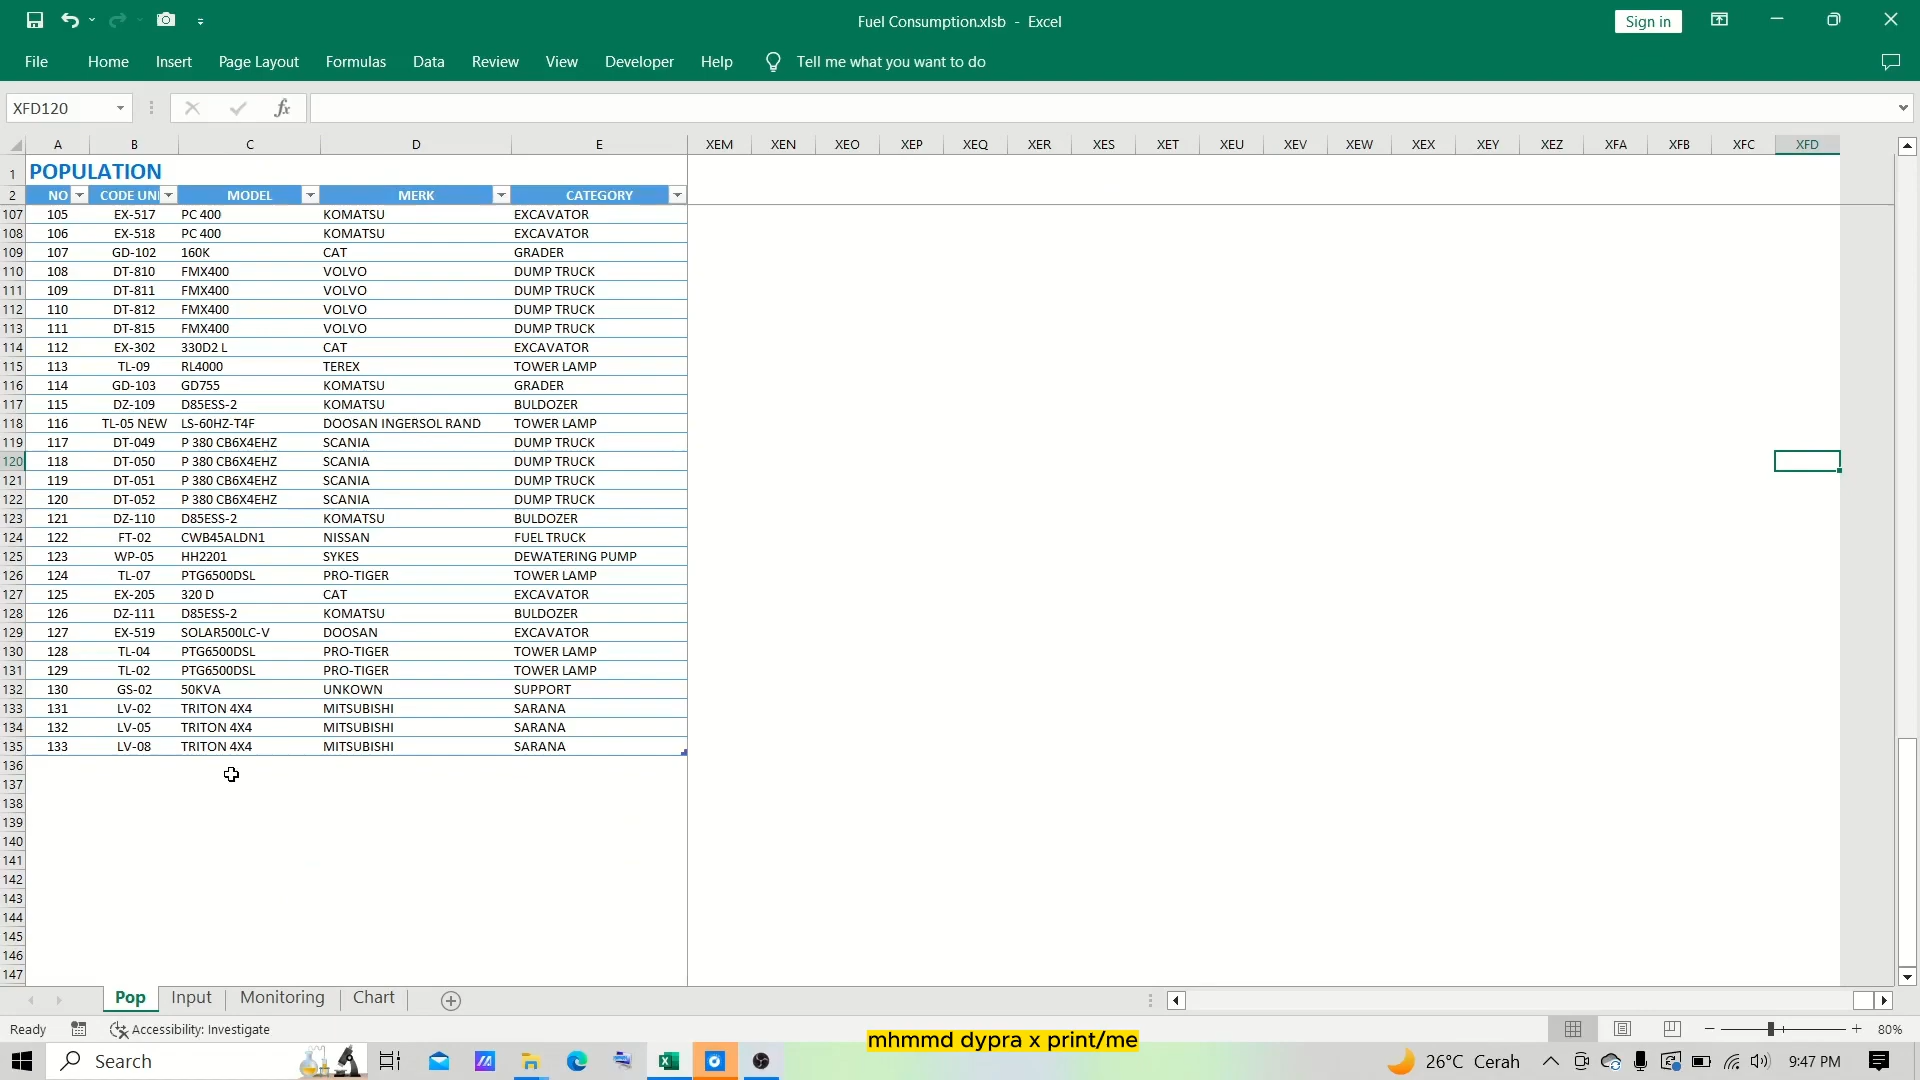 Fuel Consumption.xlsb - Excel
Sign in
File Home Insert Page Layout Formulas Data Review View Developer Help Tell me what you want to do
XFD120 fx
A B C D E XEM XEN XEO XEP XEQ XER XES XET XEU XEV XEW XEX XEY XEZ XFA XFB XFC XFD
1 POPULATION
2 NO CODE UNI MODEL MERK CATEGORY
107 105 EX-517 PC 400 KOMATSU EXCAVATOR
108 106 EX-518 PC 400 KOMATSU EXCAVATOR
109 107 GD-102 160K CAT GRADER
110 108 DT-810 FMX400 VOLVO DUMP TRUCK
111 109 DT-811 FMX400 VOLVO DUMP TRUCK
112 110 DT-812 FMX400 VOLVO DUMP TRUCK
113 111 DT-815 FMX400 VOLVO DUMP TRUCK
114 112 EX-302 330D2 L CAT EXCAVATOR
115 113 TL-09 RL4000 TEREX TOWER LAMP
116 114 GD-103 GD755 KOMATSU GRADER
117 115 DZ-109 D85ESS-2 KOMATSU BULDOZER
118 116 TL-05 NEW LS-60HZ-T4F DOOSAN INGERSOL RAND TOWER LAMP
119 117 DT-049 P 380 CB6X4EHZ SCANIA DUMP TRUCK
120 118 DT-050 P 380 CB6X4EHZ SCANIA DUMP TRUCK
121 119 DT-051 P 380 CB6X4EHZ SCANIA DUMP TRUCK
122 120 DT-052 P 380 CB6X4EHZ SCANIA DUMP TRUCK
123 121 DZ-110 D85ESS-2 KOMATSU BULDOZER
124 122 FT-02 CWB45ALDN1 NISSAN FUEL TRUCK
125 123 WP-05 HH2201 SYKES DEWATERING PUMP
126 124 TL-07 PTG6500DSL PRO-TIGER TOWER LAMP
127 125 EX-205 320 D CAT EXCAVATOR
128 126 DZ-111 D85ESS-2 KOMATSU BULDOZER
129 127 EX-519 SOLAR500LC-V DOOSAN EXCAVATOR
130 128 TL-04 PTG6500DSL PRO-TIGER TOWER LAMP
131 129 TL-02 PTG6500DSL PRO-TIGER TOWER LAMP
132 130 GS-02 50KVA UNKOWN SUPPORT
133 131 LV-02 TRITON 4X4 MITSUBISHI SARANA
134 132 LV-05 TRITON 4X4 MITSUBISHI SARANA
135 133 LV-08 TRITON 4X4 MITSUBISHI SARANA
136
137
138
139
140
141
142
143
144
145
146
147
Pop Input Monitoring Chart
Ready Accessibility: Investigate 80%
mhmmd dypra x print/me
Search 26°C Cerah 9:47 PM